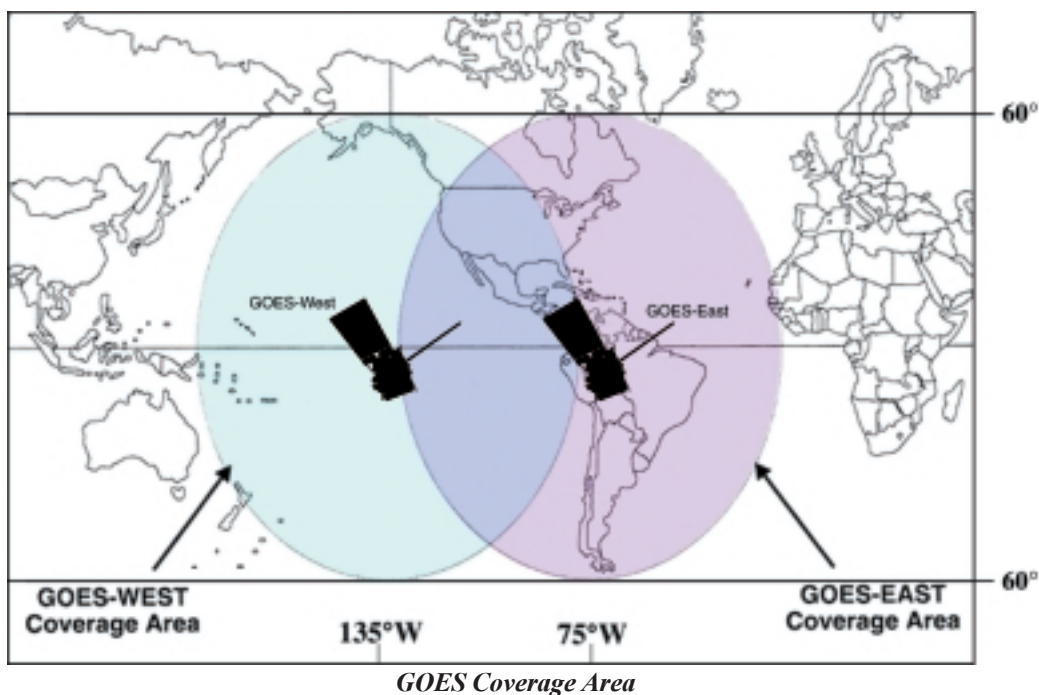 60°
GOES-West
GOES-East
60°
GOES-WEST
Coverage Area
GOES-EAST
Coverage Area
135°W
75°W
GOES Coverage Area